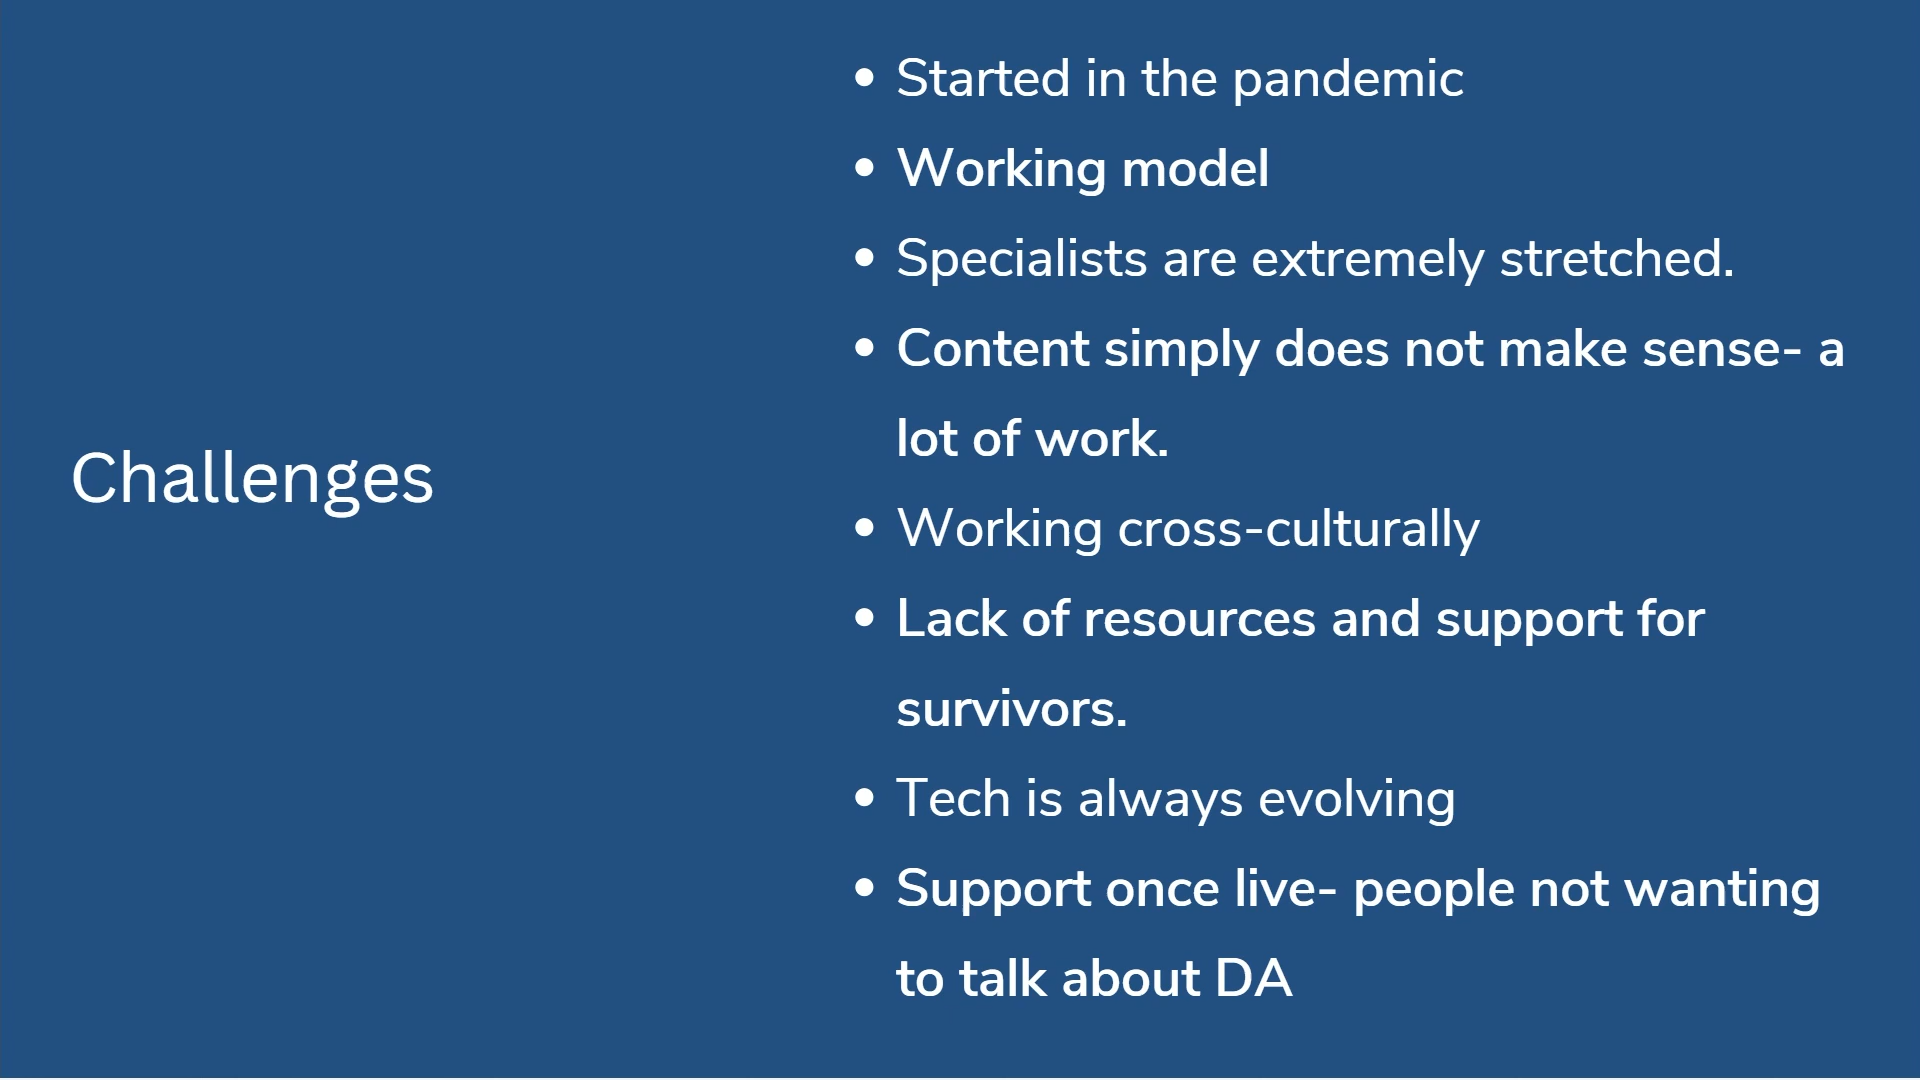 Challenges
• Started in the pandemic
• Working model
• Specialists are extremely stretched.
• Content simply does not make sense- a
lot of work.
• Working cross-culturally
• Lack of resources and support for
survivors.
• Tech is always evolving
• Support once live- people not wanting
to talk about DA